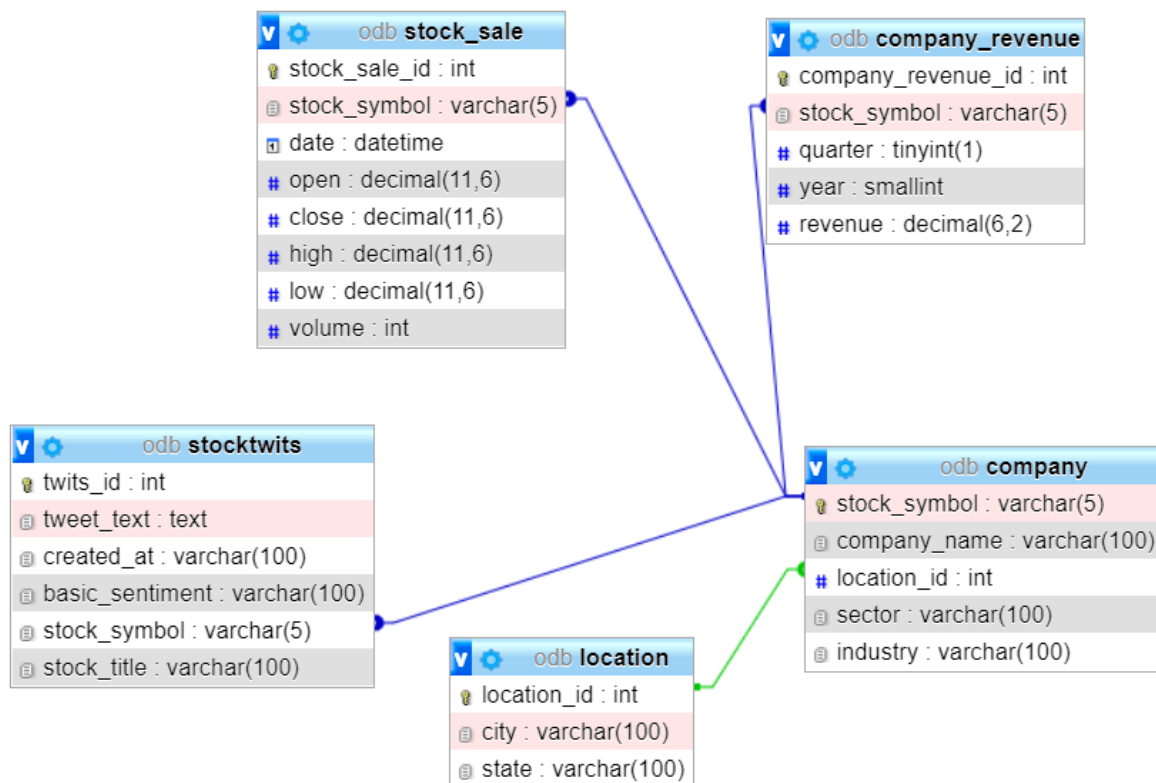 v odb stock_sale
stock_sale_id : int
stock_symbol : varchar(5)
date : datetime
# open : decimal(11,6)
# close : decimal(11,6)
# high : decimal(11,6)
# low : decimal(11,6)
# volume : int
v odb company_revenue
company_revenue_id : int
stock_symbol : varchar(5)
# quarter : tinyint(1)
# year : smallint
# revenue : decimal(6,2)
v odb stocktwits
twits_id : int
tweet_text : text
created_at : varchar(100)
basic_sentiment : varchar(100)
stock_symbol : varchar(5)
stock_title : varchar(100)
v odb company
stock_symbol : varchar(5)
company_name : varchar(100)
# location_id : int
sector : varchar(100)
industry : varchar(100)
v odb location
location_id : int
city : varchar(100)
state : varchar(100)